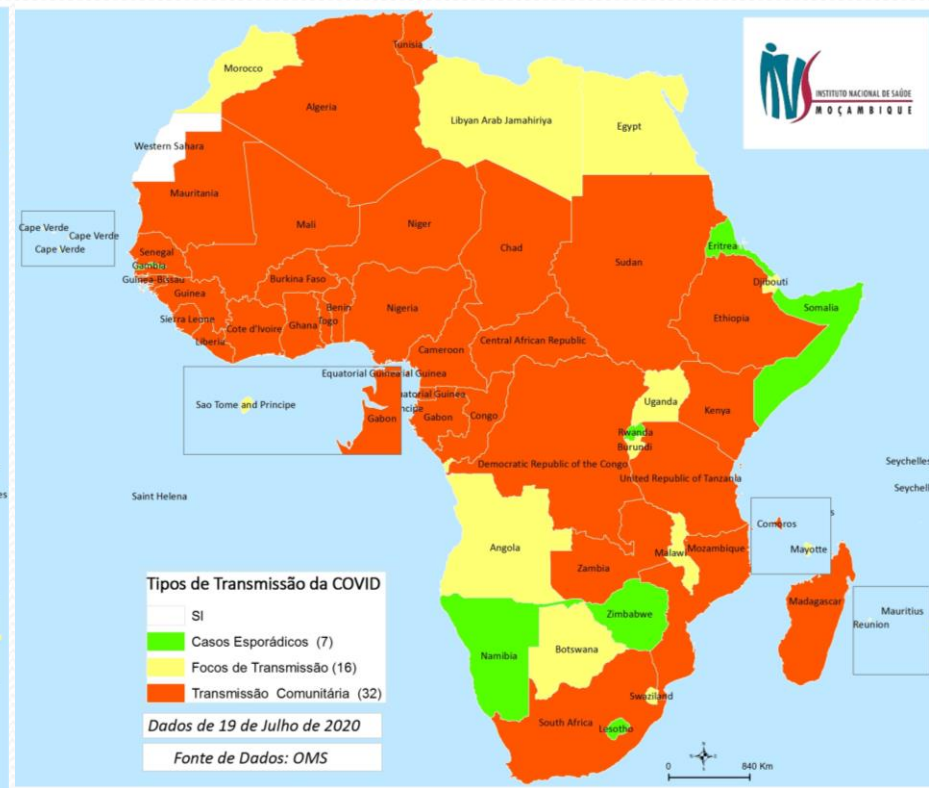 INSTITUTO NACIONAL DE SAÚDE
MOÇAMBIQUE
Tunisia
Morocco
Algeria
Libyan Arab Jamahiriya
Egypt
Western Sahara
Mauritania
Mali
Niger
Chad
Sudan
Eritrea
Cape Verde
Cape Verde
Cape Verde
Senegal
Gambia
Guinea-Bissau
Guinea
Burkina Faso
Benin
Nigeria
Djibouti
Somalia
Sierra Leone
Cote d'Ivoire
Ghana
Togo
Ethiopia
Liberia
Cameroon
Central African Republic
Equatorial Guinea
Sao Tome and Principe
Gabon
Gabon
Congo
Uganda
Kenya
Rwanda
Burundi
Democratic Republic of the Congo
United Republic of Tanzania
Seychelles
Saint Helena
Comoros
Mayotte
Angola
Malawi
Mozambique
Zambia
Madagascar
Mauritius
Reunion
Zimbabwe
Namibia
Botswana
Swaziland
South Africa
Lesotho
Tipos de Transmissão da COVID
SI
Casos Esporádicos (7)
Focos de Transmissão (16)
Transmissão Comunitária (32)
Dados de 19 de Julho de 2020
Fonte de Dados: OMS
0 840 Km